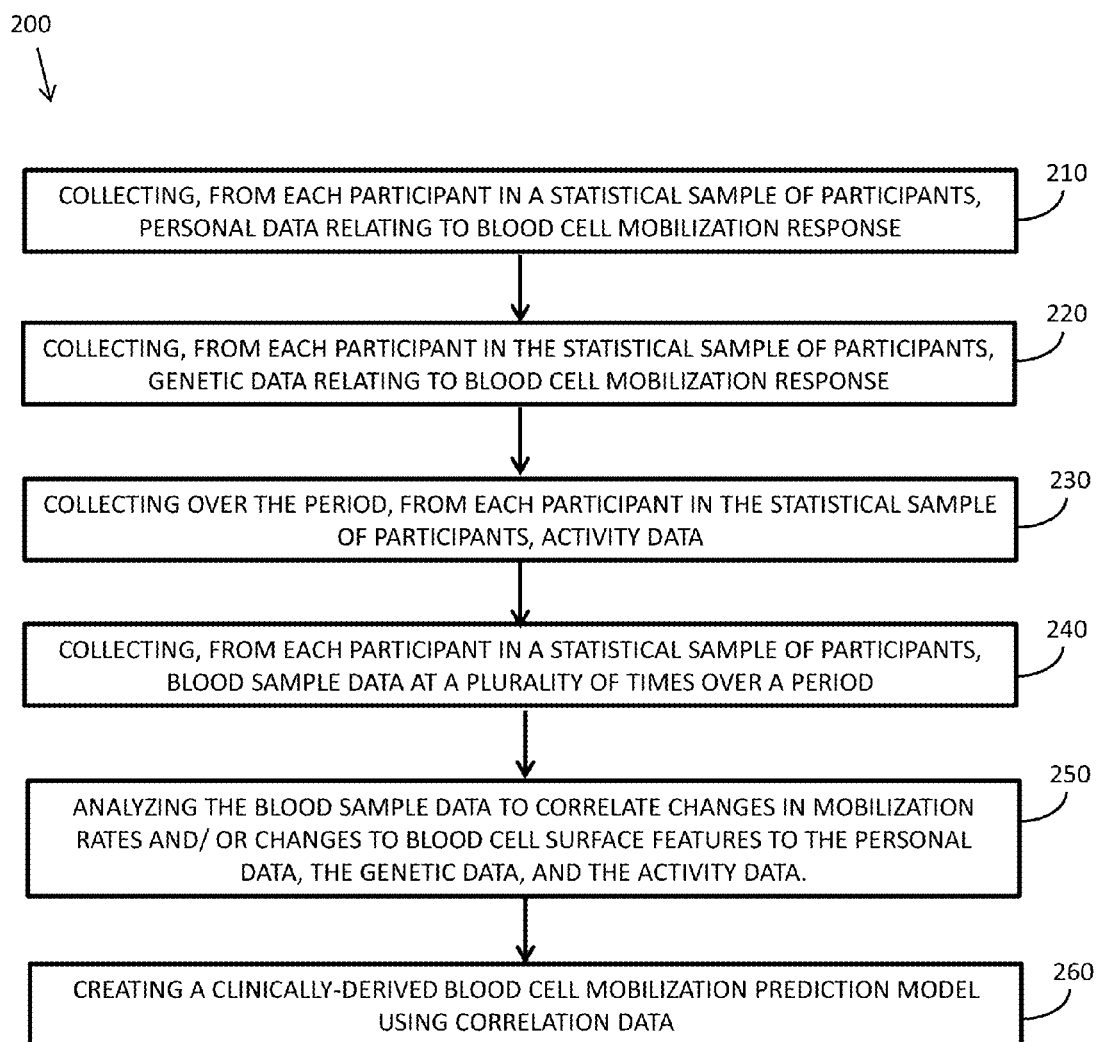 200
210
COLLECTING, FROM EACH PARTICIPANT IN A STATISTICAL SAMPLE OF PARTICIPANTS,
PERSONAL DATA RELATING TO BLOOD CELL MOBILIZATION RESPONSE
220
COLLECTING, FROM EACH PARTICIPANT IN THE STATISTICAL SAMPLE OF PARTICIPANTS,
GENETIC DATA RELATING TO BLOOD CELL MOBILIZATION RESPONSE
230
COLLECTING OVER THE PERIOD, FROM EACH PARTICIPANT IN THE STATISTICAL SAMPLE
OF PARTICIPANTS, ACTIVITY DATA
240
COLLECTING, FROM EACH PARTICIPANT IN A STATISTICAL SAMPLE OF PARTICIPANTS,
BLOOD SAMPLE DATA AT A PLURALITY OF TIMES OVER A PERIOD
250
ANALYZING THE BLOOD SAMPLE DATA TO CORRELATE CHANGES IN MOBILIZATION
RATES AND/ OR CHANGES TO BLOOD CELL SURFACE FEATURES TO THE PERSONAL
DATA, THE GENETIC DATA, AND THE ACTIVITY DATA.
260
CREATING A CLINICALLY-DERIVED BLOOD CELL MOBILIZATION PREDICTION MODEL
USING CORRELATION DATA